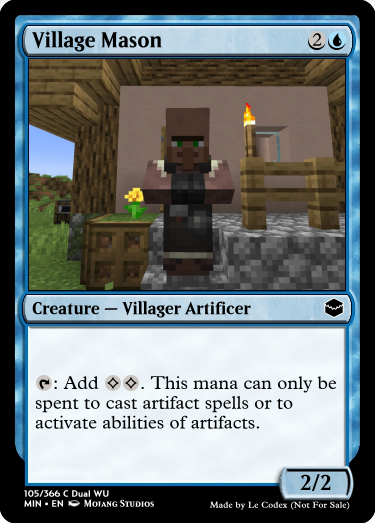 Village Mason 2
Creature — Villager Artificer
: Add . This mana can only be
spent to cast artifact spells or to
activate abilities of artifacts.
2/2
105/366 C Dual WU
MIN • EN Mojang Studios
Made by Le Codex (Not For Sale)